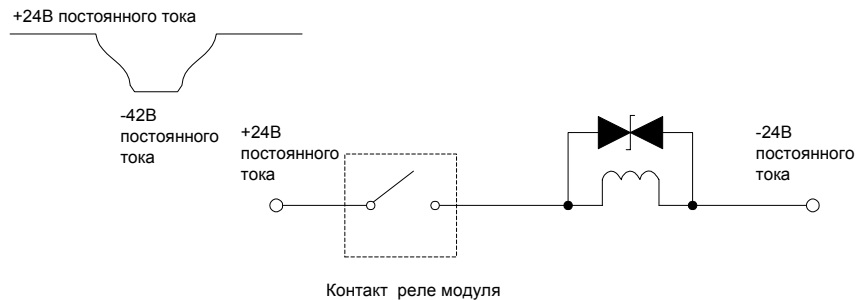 +24В постоянного тока
-42В
постоянного
тока
+24В
постоянного
тока
-24В
постоянного
тока
Контакт реле модуля